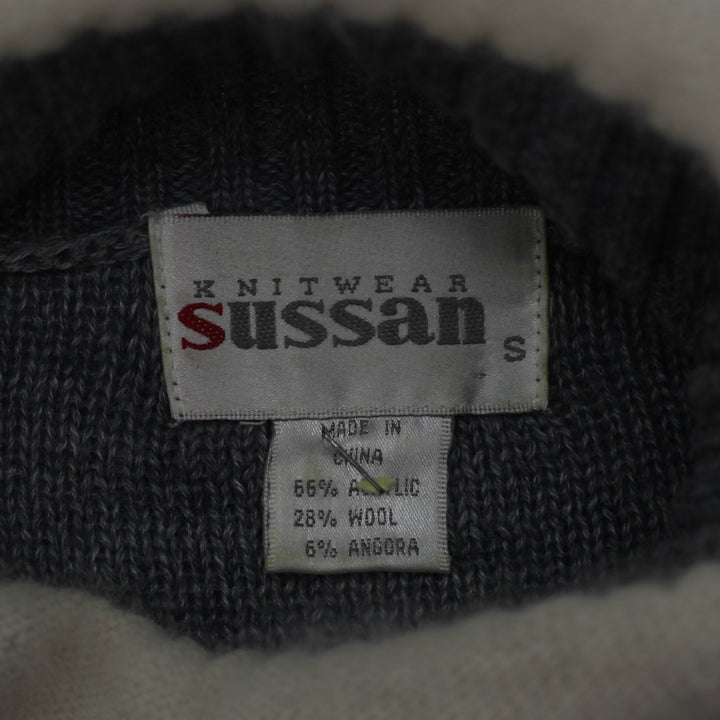 KNITWEAR
sussan
S
MADE IN
CHINA
66% ACRYLIC
28% WOOL
6% ANGORA